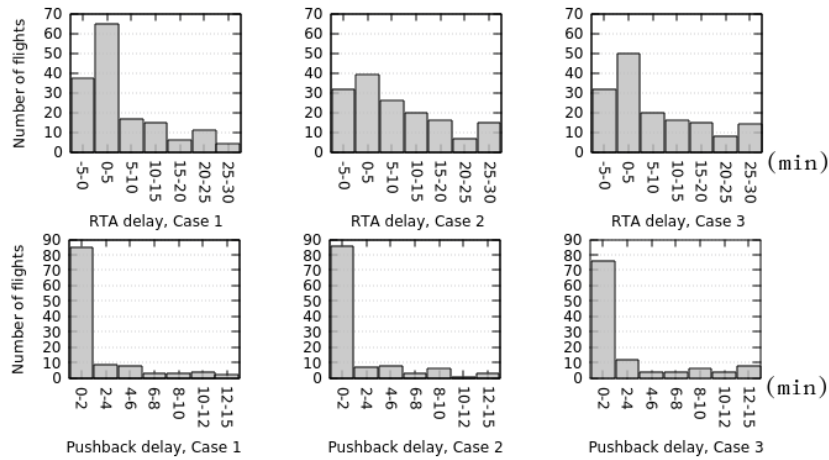 Number of flights
70 60 50 40 30 20 10 0
-5-0 0-5 5-10 10-15 15-20 20-25 25-30
RTA delay, Case 1
70 60 50 40 30 20 10 0
-5-0 0-5 5-10 10-15 15-20 20-25 25-30
RTA delay, Case 2
70 60 50 40 30 20 10 0
-5-0 0-5 5-10 10-15 15-20 20-25 25-30
(min)
RTA delay, Case 3
Number of flights
90 80 70 60 50 40 30 20 10 0
0-2 2-4 4-6 6-8 8-10 10-12 12-15
Pushback delay, Case 1
90 80 70 60 50 40 30 20 10 0
0-2 2-4 4-6 6-8 8-10 10-12 12-15
Pushback delay, Case 2
90 80 70 60 50 40 30 20 10 0
0-2 2-4 4-6 6-8 8-10 10-12 12-15
(min)
Pushback delay, Case 3